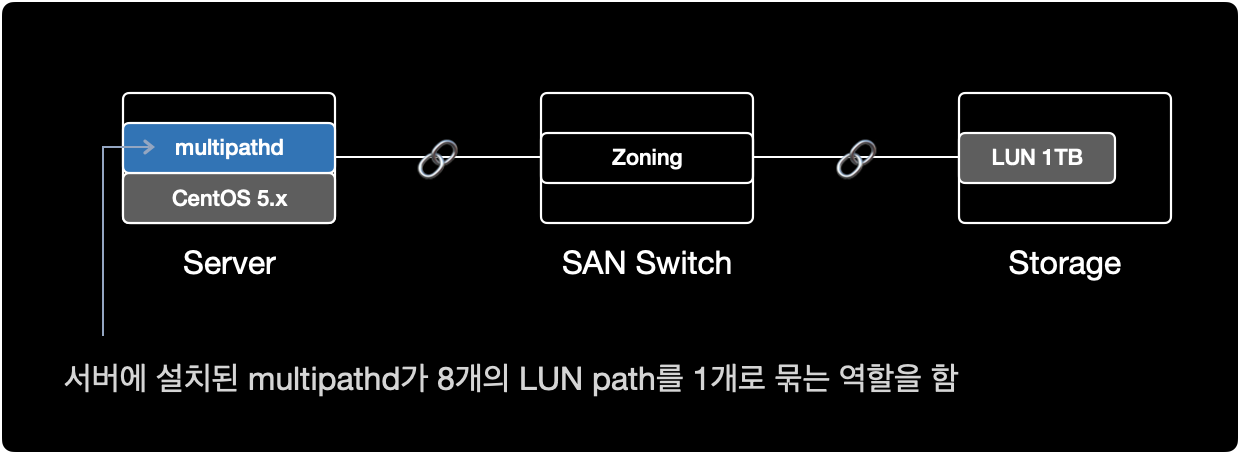 multipathd
CentOS 5.x
Server
Zoning
SAN Switch
LUN 1TB
Storage
서버에 설치된 multipathd가 8개의 LUN path를 1개로 묶는 역할을 함